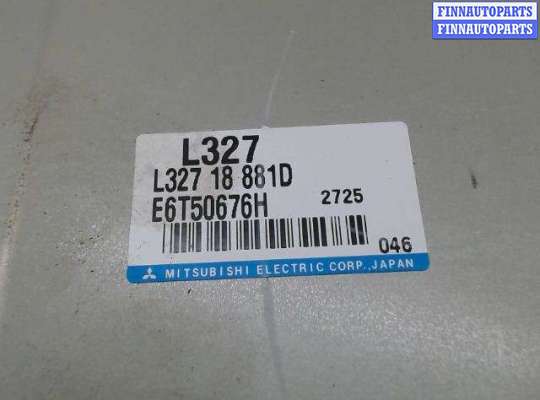 FINNAUTOPARTS
FINNAUTOPARTS
L327
L327 18 881D
E6T50676H 2725
046
MITSUBISHI ELECTRIC CORP., JAPAN